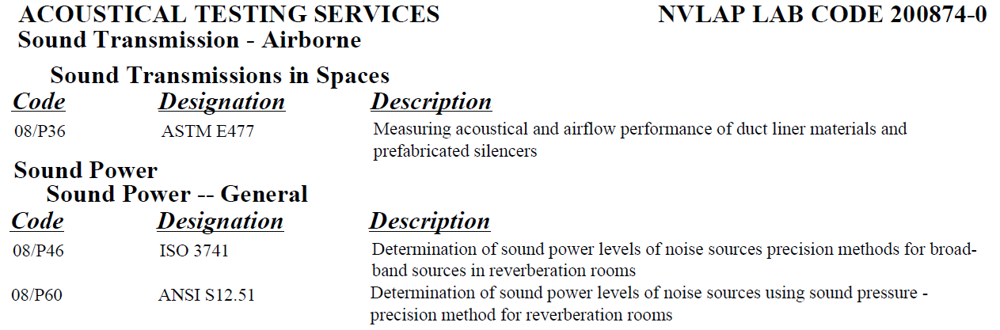 ACOUSTICAL TESTING SERVICES NVLAP LAB CODE 200874-0
Sound Transmission - Airborne
Sound Transmissions in Spaces
Code Designation Description
08/P36 ASTM E477 Measuring acoustical and airflow performance of duct liner materials and
prefabricated silencers
Sound Power
Sound Power -- General
Code Designation Description
08/P46 ISO 3741 Determination of sound power levels of noise sources precision methods for broad-
band sources in reverberation rooms
08/P60 ANSI S12.51 Determination of sound power levels of noise sources using sound pressure -
precision method for reverberation rooms